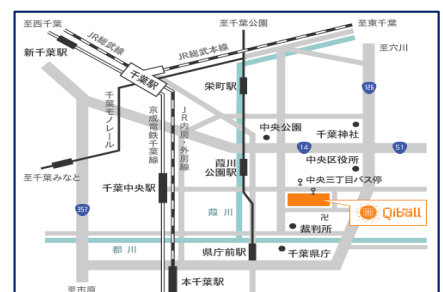 至西千葉
至千葉公園
至東千葉
JR総武線
JR総武本線
至六川
新千葉駅
千葉駅
栄町駅
126
千葉モノレール
京成電鉄千葉線
JR内房・外房線
中央公園
千葉神社
14
51
葭川
公園駅
中央区役所
至千葉みなと
千葉中央駅
中央三丁目バス停
357
葭川
卍
Qiball
裁判所
都川
県庁前駅
千葉県庁
本千葉駅
至市原